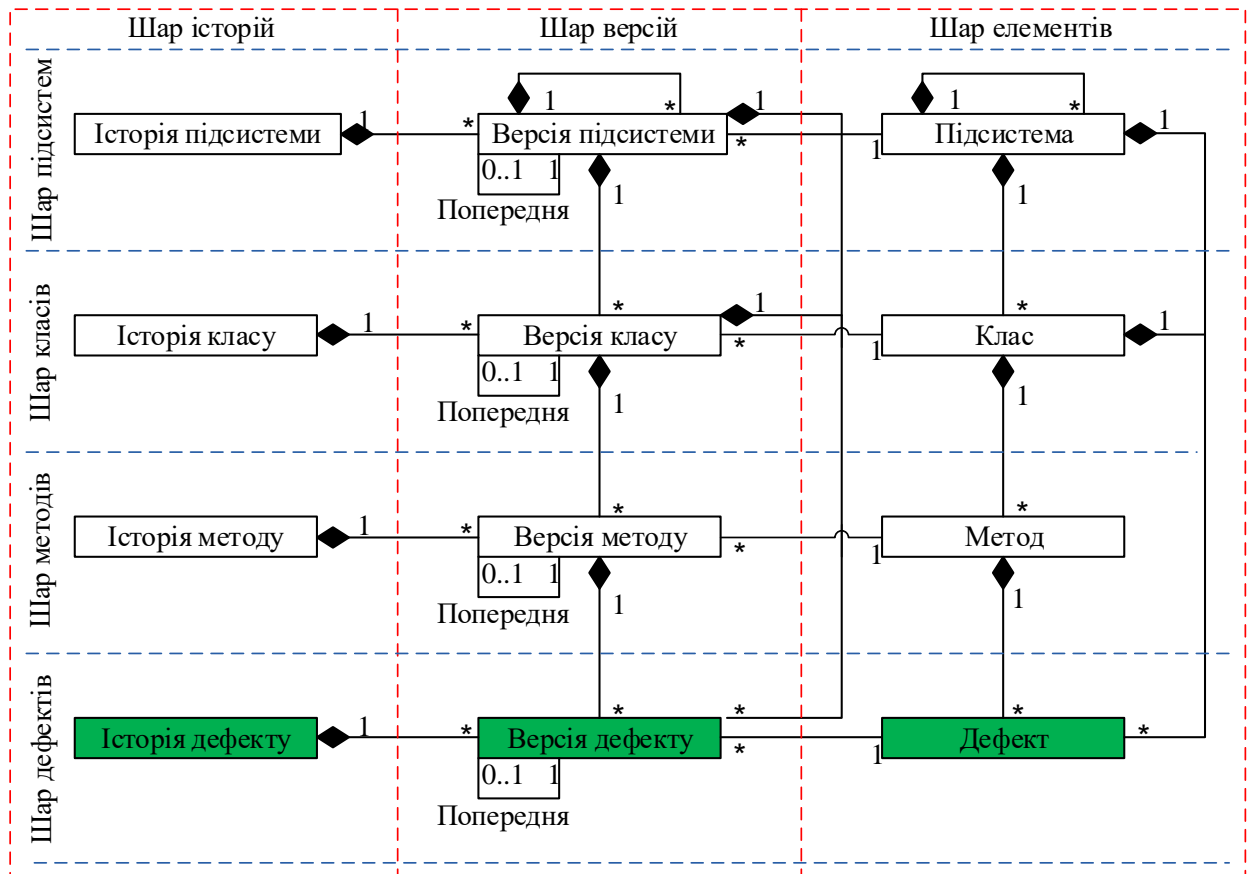 Шар історій
Шар версій
Шар елементів
Шар підсистем
1
*
1
1
*
1
Історія підсистеми
1
*
Версія підсистеми
*
1
Підсистема
0..1 1
1
1
Попередня
Шар класів
*
1
*
1
Історія класу
1
*
Версія класу
*
1
Клас
0..1 1
1
1
Попередня
Шар методів
*
*
Історія методу
1
*
Версія методу
*
1
Метод
0..1 1
1
1
Попередня
Шар дефектів
*
*
*
Історія дефекту
1
*
Версія дефекту
*
1
Дефект
*
0..1 1
Попередня